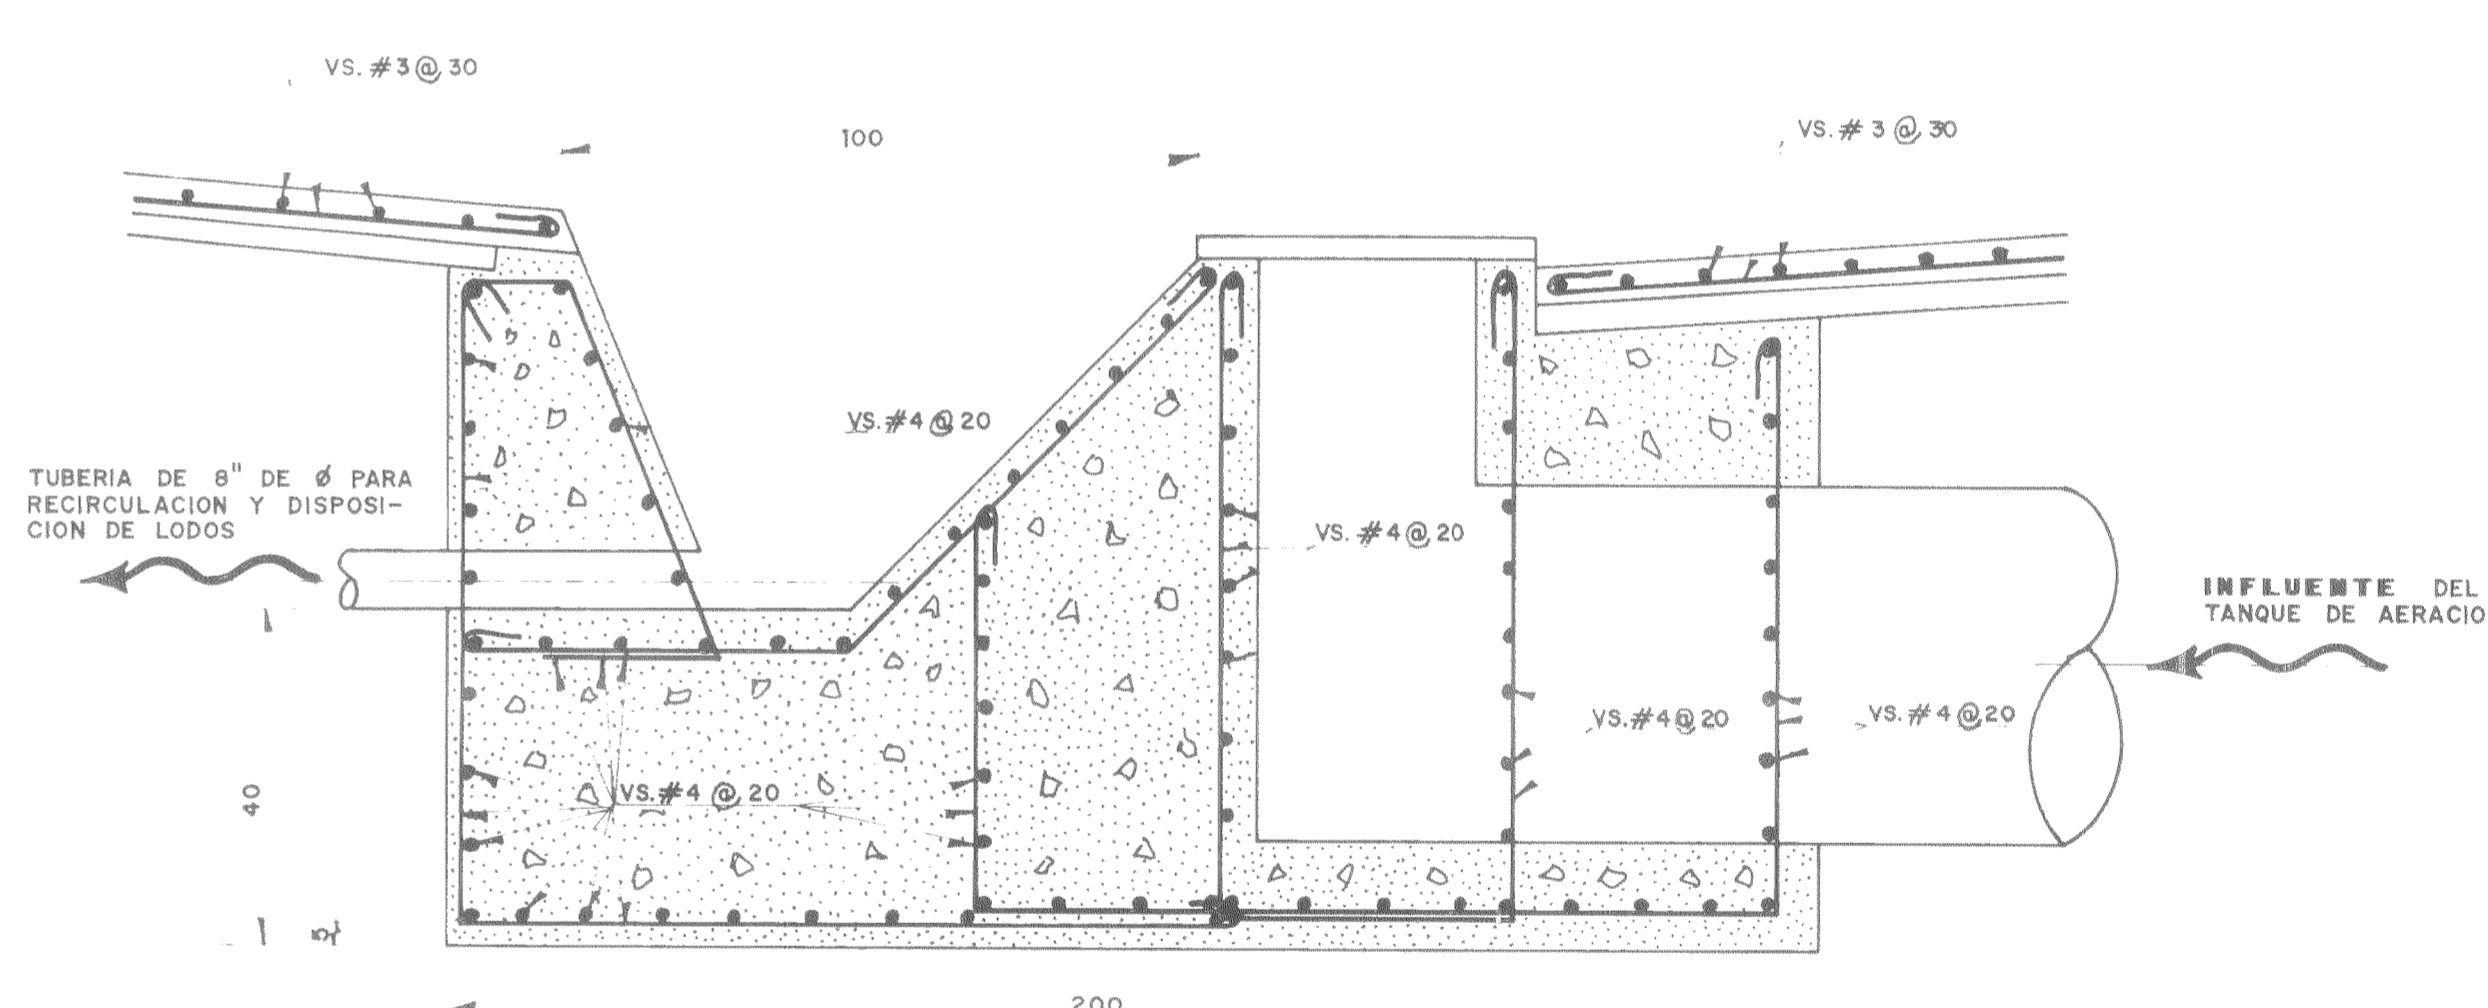 VS. # 3 @ 30
100
VS. # 3 @ 30
VS. # 4 @ 20
TUBERIA DE 8" DE Ø PARA
RECIRCULACION Y DISPOSI-
CION DE LODOS
VS. # 4 @ 20
INFLUENTE DEL
TANQUE DE AERACIO
VS. # 4 @ 20
VS. # 4 @ 20
VS. # 4 @ 20
40
200